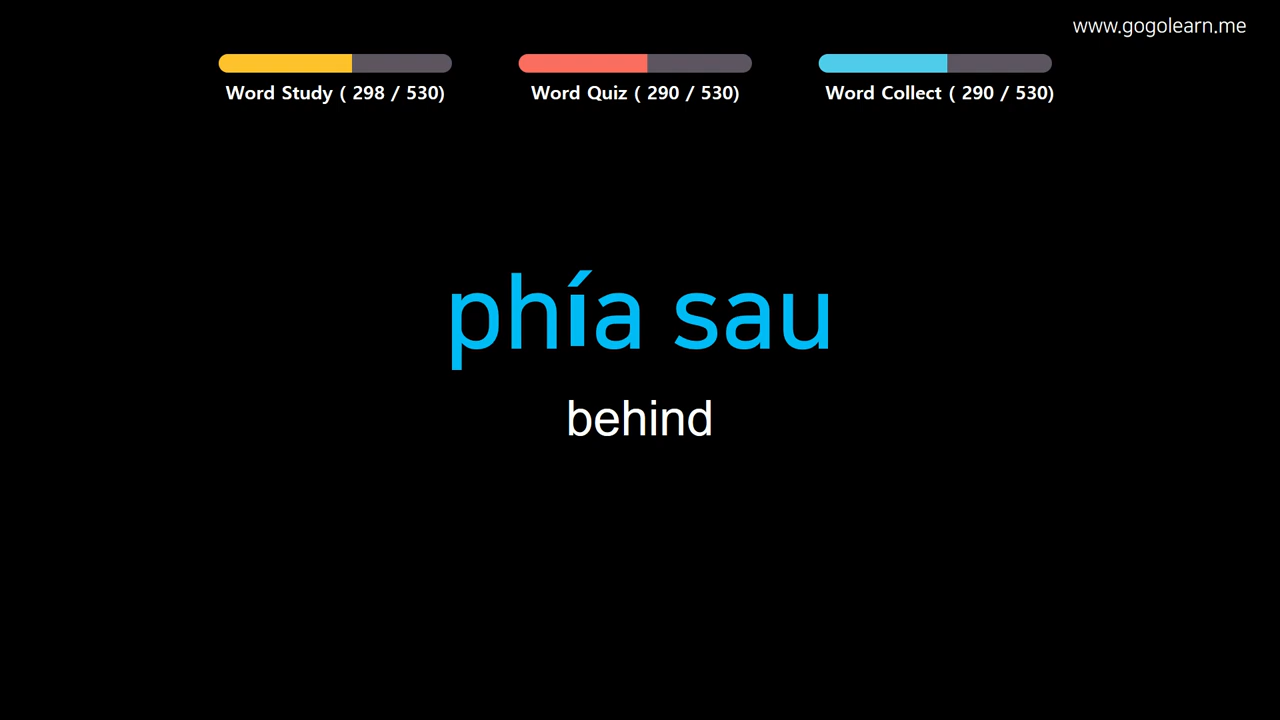 www.gogolearn.me
Word Study ( 298 / 530)
Word Quiz ( 290 / 530)
Word Collect ( 290 / 530)
phía sau
behind